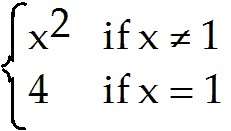 x² if x ≠ 1
4 if x = 1